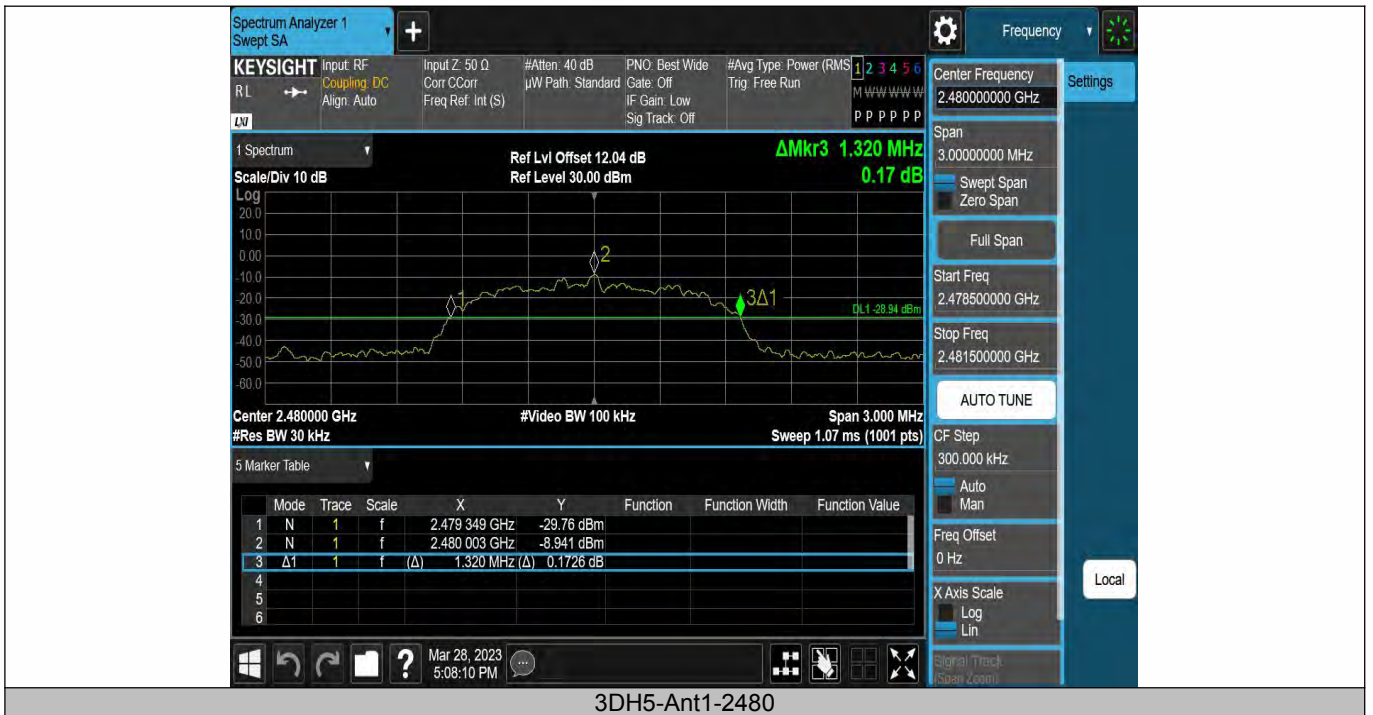 Spectrum Analyzer 1
Swept SA
+
Frequency
KEYSIGHT
RL
LXI
Input: RF
Coupling: DC
Align: Auto
Input Z: 50 Ω
Corr CCorr
Freq Ref: Int (S)
#Atten: 40 dB
µW Path: Standard
PNO: Best Wide
Gate: Off
IF Gain: Low
Sig Track: Off
#Avg Type: Power (RMS
Trig: Free Run
1 2 3 4 5 6
M W W W W W
P P P P P P
1 Spectrum
Scale/Div 10 dB
Log
Ref Lvl Offset 12.04 dB
Ref Level 30.00 dBm
ΔMkr3 1.320 MHz
0.17 dB
20.0
10.0
0.00
-10.0
-20.0
-30.0
-40.0
-50.0
-60.0
1
2
3Δ1
DL1 -28.94 dBm
Center 2.480000 GHz
#Res BW 30 kHz
#Video BW 100 kHz
Span 3.000 MHz
Sweep 1.07 ms (1001 pts)
5 Marker Table
Mode Trace Scale X Y Function Function Width Function Value
1 N 1 f 2.479 349 GHz -29.76 dBm
2 N 1 f 2.480 003 GHz -8.941 dBm
3 Δ1 1 f (Δ) 1.320 MHz (Δ) 0.1726 dB
4
5
6
Mar 28, 2023
5:08:10 PM
Center Frequency
2.480000000 GHz
Settings
Span
3.00000000 MHz
Swept Span
Zero Span
Full Span
Start Freq
2.478500000 GHz
Stop Freq
2.481500000 GHz
AUTO TUNE
CF Step
300.000 kHz
Auto
Man
Freq Offset
0 Hz
X Axis Scale
Log
Lin
Signal Track
(Span Zoom)
Local
3DH5-Ant1-2480